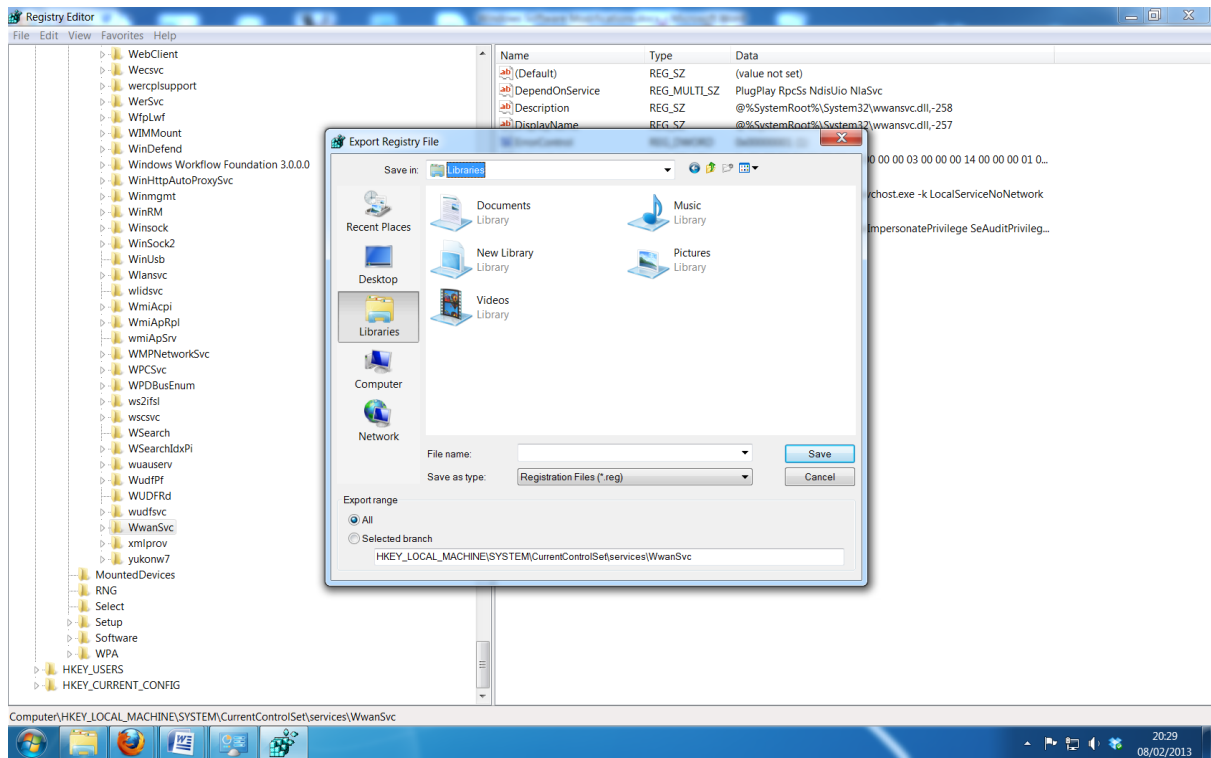 Registry Editor
File Edit View Favorites Help
WebClient
Wecsvc
wercplsupport
WerSvc
WfpLwf
WIMMount
WinDefend
Windows Workflow Foundation 3.0.0.0
WinHttpAutoProxySvc
Winmgmt
WinRM
Winsock
WinSock2
WinUsb
Wlansvc
wlidsvc
WmiAcpi
WmiApRpl
wmiApSrv
WMPNetworkSvc
WPCSvc
WPDBusEnum
ws2ifsl
wscsvc
WSearch
WSearchIdxPi
wuauserv
WudfPf
WUDFRd
wudfsvc
WwanSvc
xmlprov
yukonw7
MountedDevices
RNG
Select
Setup
Software
WPA
HKEY_USERS
HKEY_CURRENT_CONFIG
Name Type Data
(Default) REG_SZ (value not set)
DependOnService REG_MULTI_SZ PlugPlay RpcSs NdisUio NlaSvc
Description REG_SZ @%SystemRoot%\System32\wwansvc.dll,-258
DisplayName REG_SZ @%SystemRoot%\System32\wwansvc.dll,-257
00 00 00 03 00 00 00 14 00 00 00 01 0...
vchost.exe -k LocalServiceNoNetwork
ImpersonatePrivilege SeAuditPrivileg...
Export Registry File
Save in: Libraries
Recent Places
Desktop
Libraries
Computer
Network
Documents
Library
Music
Library
New Library
Library
Pictures
Library
Videos
Library
File name: Save
Save as type: Registration Files (*.reg) Cancel
Export range
All
Selected branch
HKEY_LOCAL_MACHINE\SYSTEM\CurrentControlSet\services\WwanSvc
Computer\HKEY_LOCAL_MACHINE\SYSTEM\CurrentControlSet\services\WwanSvc
20:29
08/02/2013